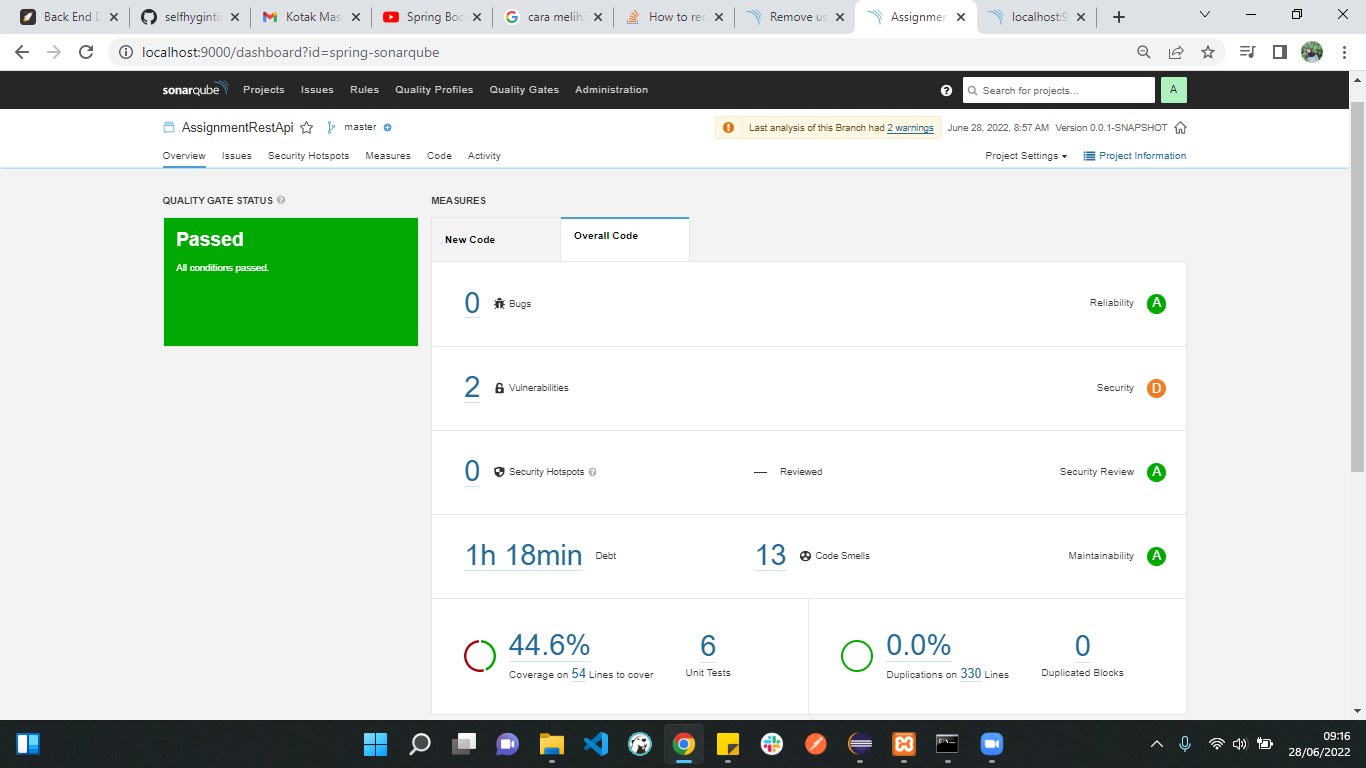 Back End D
selfhygintin
Kotak Mas
Spring Boo
cara meliha
How to rec
Remove us
Assignmen
localhost:9
localhost:9000/dashboard?id=spring-sonarqube
sonarqube Projects Issues Rules Quality Profiles Quality Gates Administration
Search for projects...
A
AssignmentRestApi master
Last analysis of this Branch had 2 warnings June 28, 2022, 8:57 AM Version 0.0.1-SNAPSHOT
Overview Issues Security Hotspots Measures Code Activity
Project Settings Project Information
QUALITY GATE STATUS
Passed
All conditions passed.
MEASURES
New Code
Overall Code
0 Bugs Reliability A
2 Vulnerabilities Security D
0 Security Hotspots — Reviewed Security Review A
1h 18min Debt 13 Code Smells Maintainability A
44.6%
Coverage on 54 Lines to cover
6
Unit Tests
0.0%
Duplications on 330 Lines
0
Duplicated Blocks
09:16
28/06/2022